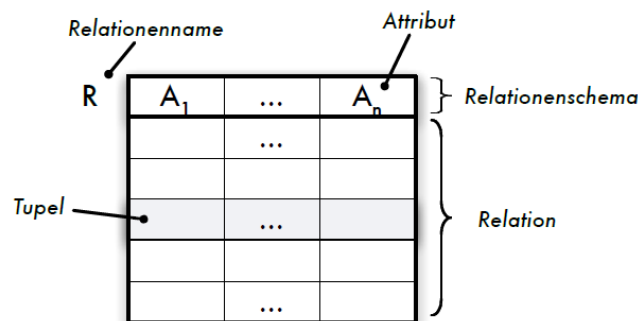 Relationenname
Attribut
R
A₁ ... Aₙ
Relationenschema
...
Tupel
...
Relation
...